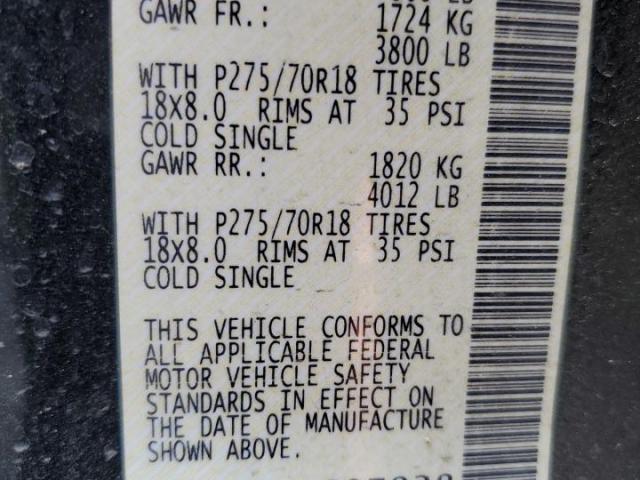 GAWR FR.: 1724 KG
3800 LB
WITH P275/70R18 TIRES
18X8.0 RIMS AT 35 PSI
COLD SINGLE
GAWR RR.: 1820 KG
4012 LB
WITH P275/70R18 TIRES
18X8.0 RIMS AT 35 PSI
COLD SINGLE
THIS VEHICLE CONFORMS TO
ALL APPLICABLE FEDERAL
MOTOR VEHICLE SAFETY
STANDARDS IN EFFECT ON
THE DATE OF MANUFACTURE
SHOWN ABOVE.